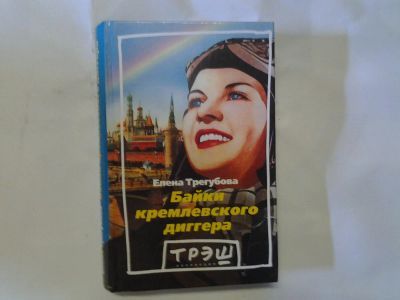 Елена Трегубова
Байки
кремлевского
диггера
ТРЭШ